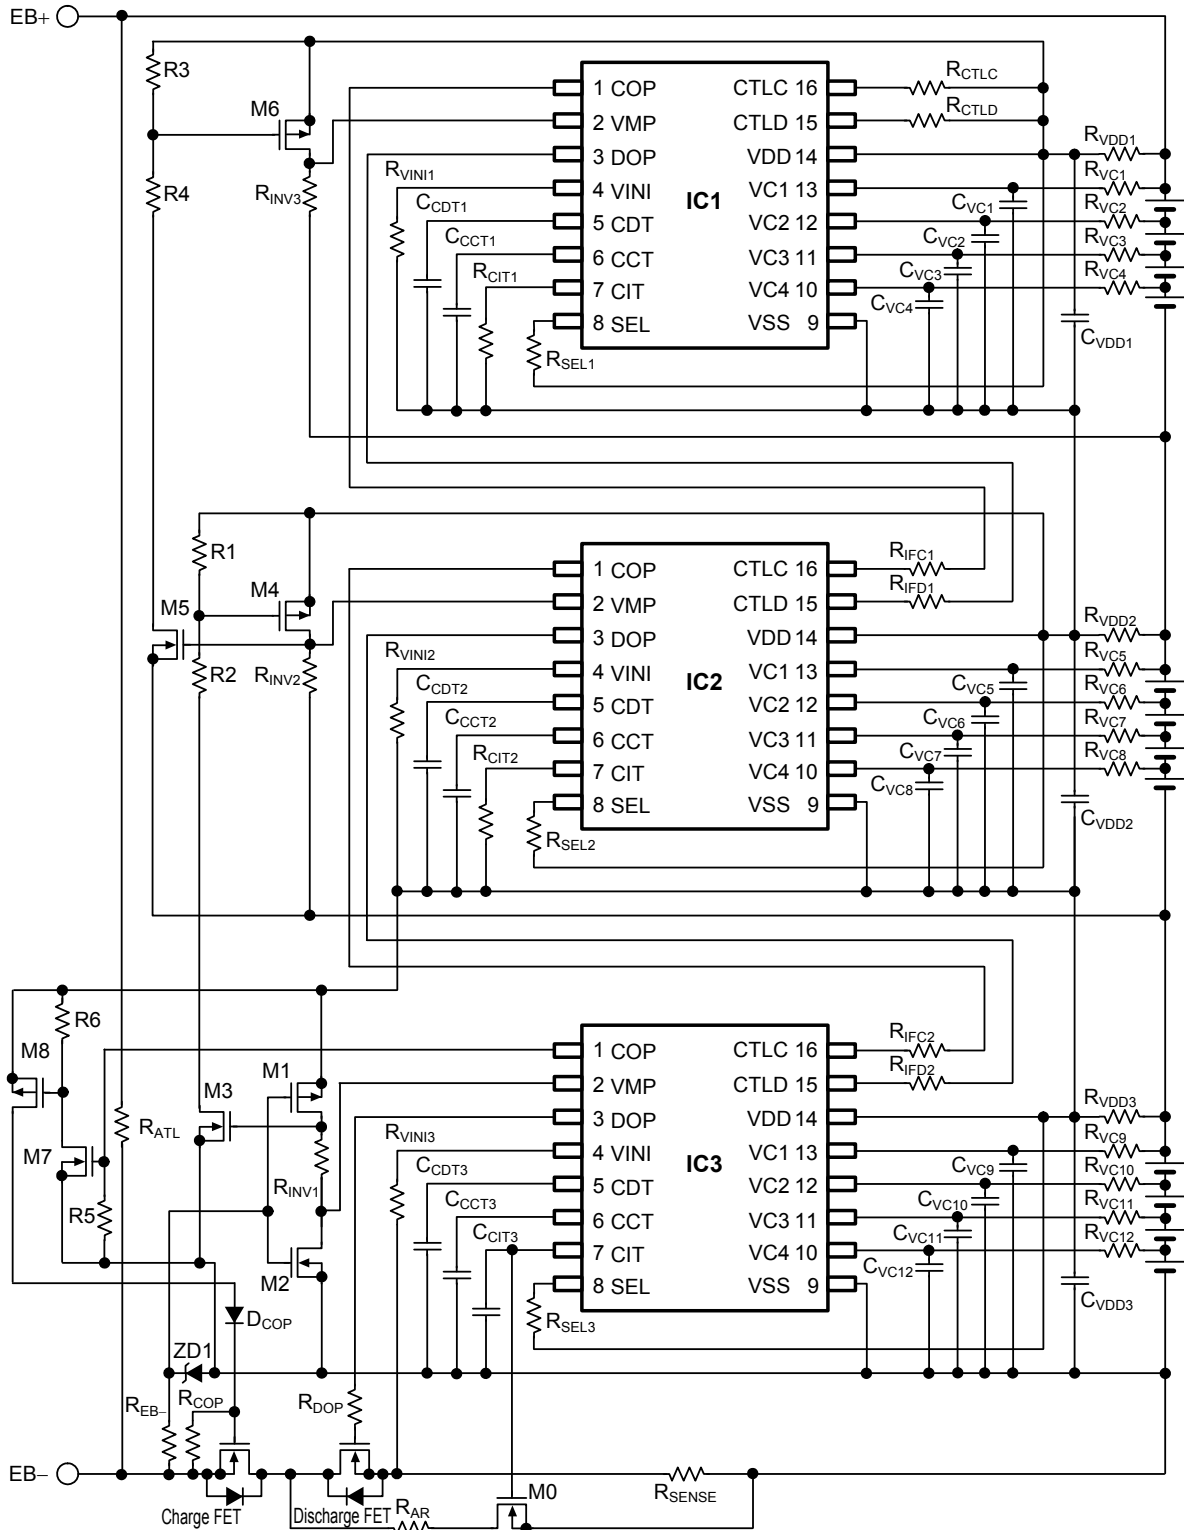 EB+
R3
M6
R4
RINV3
RVINI1
CCDT1
CCCT1
RCIT1
RSEL1
1 COP CTLC 16
2 VMP CTLD 15
3 DOP VDD 14
4 VINI VC1 13
IC1
5 CDT VC2 12
6 CCT VC3 11
7 CIT VC4 10
8 SEL VSS 9
RCTLC
RCTLD
RVDD1
RVC1
RVC2
RVC3
RVC4
CVC1
CVC2
CVC3
CVC4
CVDD1
R1
M4
M5
R2
RINV2
RVINI2
CCDT2
CCCT2
RCIT2
RSEL2
1 COP CTLC 16
2 VMP CTLD 15
3 DOP VDD 14
4 VINI VC1 13
IC2
5 CDT VC2 12
6 CCT VC3 11
7 CIT VC4 10
8 SEL VSS 9
RIFC1
RIFD1
RVDD2
RVC5
RVC6
RVC7
RVC8
CVC5
CVC6
CVC7
CVC8
CVDD2
R6
M8
M1
M3
RATL
M7
RINV1
R5
M2
DCOP
ZD1
RVINI3
CCDT3
CCCT3
CCIT3
RSEL3
1 COP CTLC 16
2 VMP CTLD 15
3 DOP VDD 14
4 VINI VC1 13
IC3
5 CDT VC2 12
6 CCT VC3 11
7 CIT VC4 10
8 SEL VSS 9
RIFC2
RIFD2
RVDD3
RVC9
RVC10
RVC11
RVC12
CVC9
CVC10
CVC11
CVC12
CVDD3
REB−
RCOP
RDOP
EB−
Charge FET
Discharge FET
RAR
M0
RSENSE